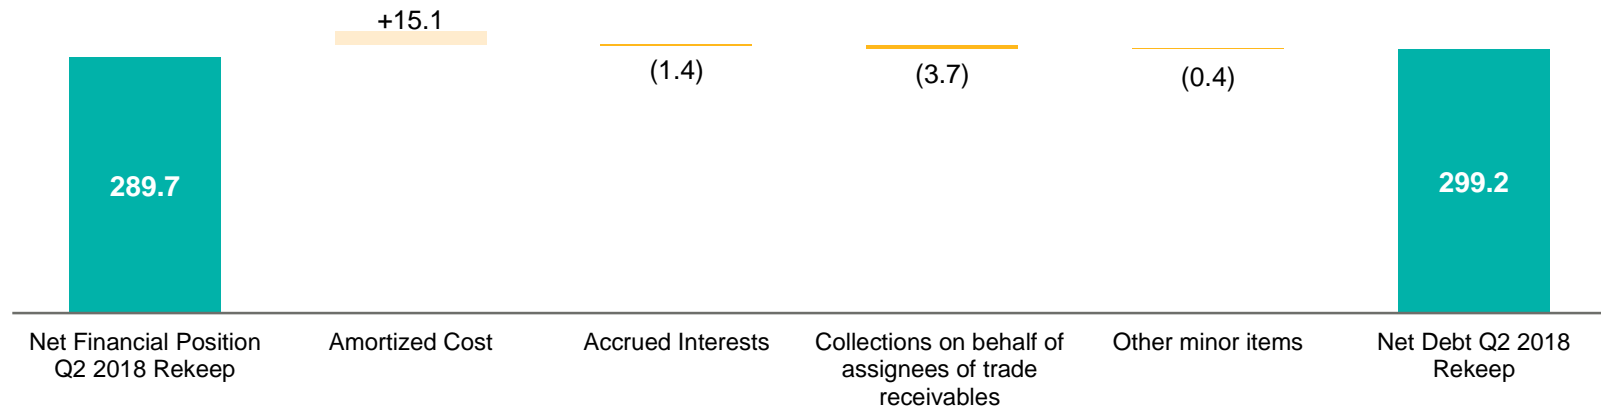 +15.1
(1.4)
(3.7)
(0.4)
289.7
299.2
Net Financial Position
Q2 2018 Rekeep
Amortized Cost
Accrued Interests
Collections on behalf of
assignees of trade
receivables
Other minor items
Net Debt Q2 2018
Rekeep